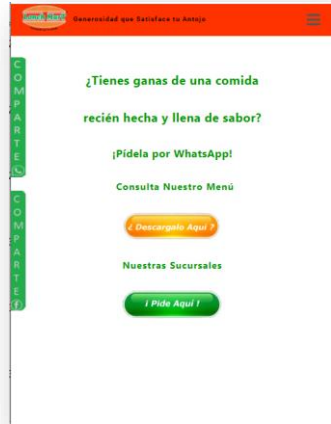 Generosidad que Satisface tu Antojo
COMPARTE
COMPARTE
¿Tienes ganas de una comida
recién hecha y llena de sabor?
¡Pídela por WhatsApp!
Consulta Nuestro Menú
¿ Descargalo Aquí ?
Nuestras Sucursales
¡ Pide Aquí !